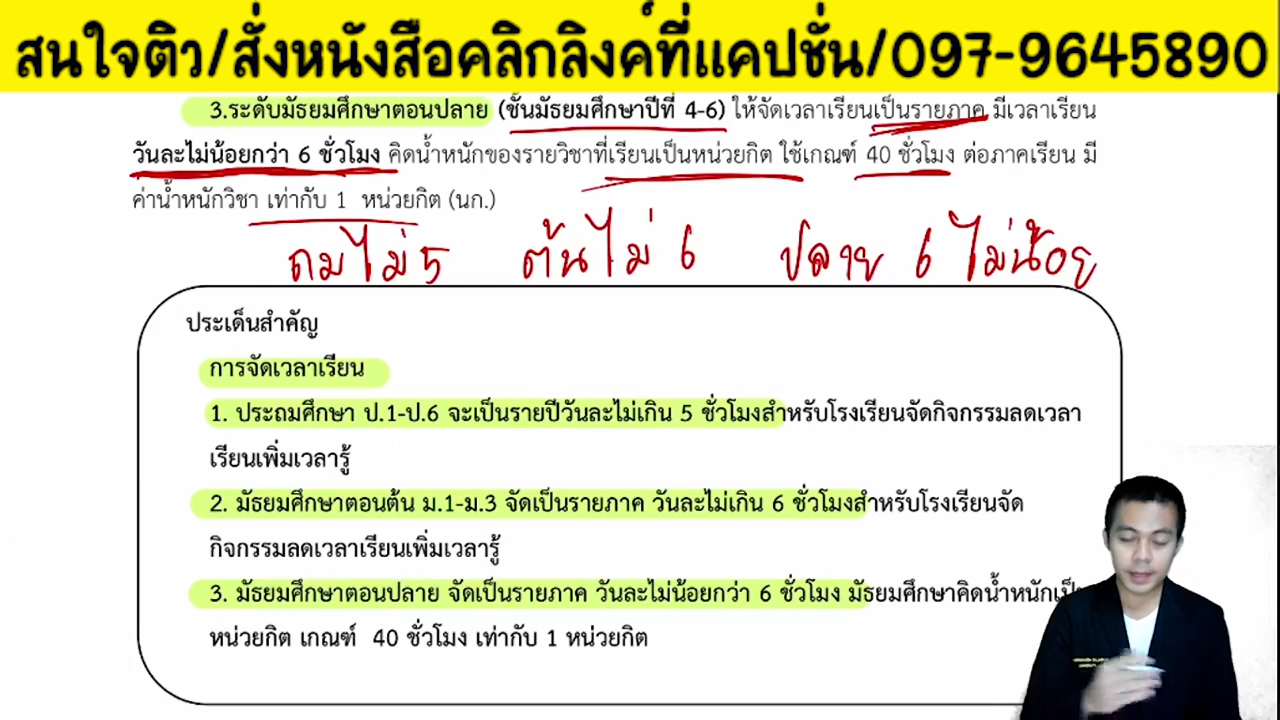 สนใจติว/สั่งหนังสือคลิกลิงค์ที่แคปชั่น/097-9645890
3.ระดับมัธยมศึกษาตอนปลาย (ชั้นมัธยมศึกษาปีที่ 4-6) ให้จัดเวลาเรียนเป็นรายภาค มีเวลาเรียน
วันละไม่น้อยกว่า 6 ชั่วโมง คิดน้ำหนักของรายวิชาที่เรียนเป็นหน่วยกิต ใช้เกณฑ์ 40 ชั่วโมง ต่อภาคเรียน มี
ค่าน้ำหนักวิชา เท่ากับ 1 หน่วยกิต (นก.)
ถมไม่5 ต้นไม่ 6 ปลาย 6 ไม่น้อย
ประเด็นสำคัญ
การจัดเวลาเรียน
1. ประถมศึกษา ป.1-ป.6 จะเป็นรายปีวันละไม่เกิน 5 ชั่วโมงสำหรับโรงเรียนจัดกิจกรรมลดเวลา
เรียนเพิ่มเวลารู้
2. มัธยมศึกษาตอนต้น ม.1-ม.3 จัดเป็นรายภาค วันละไม่เกิน 6 ชั่วโมงสำหรับโรงเรียนจัด
กิจกรรมลดเวลาเรียนเพิ่มเวลารู้
3. มัธยมศึกษาตอนปลาย จัดเป็นรายภาค วันละไม่น้อยกว่า 6 ชั่วโมง มัธยมศึกษาคิดน้ำหนักเป็น
หน่วยกิต เกณฑ์ 40 ชั่วโมง เท่ากับ 1 หน่วยกิต